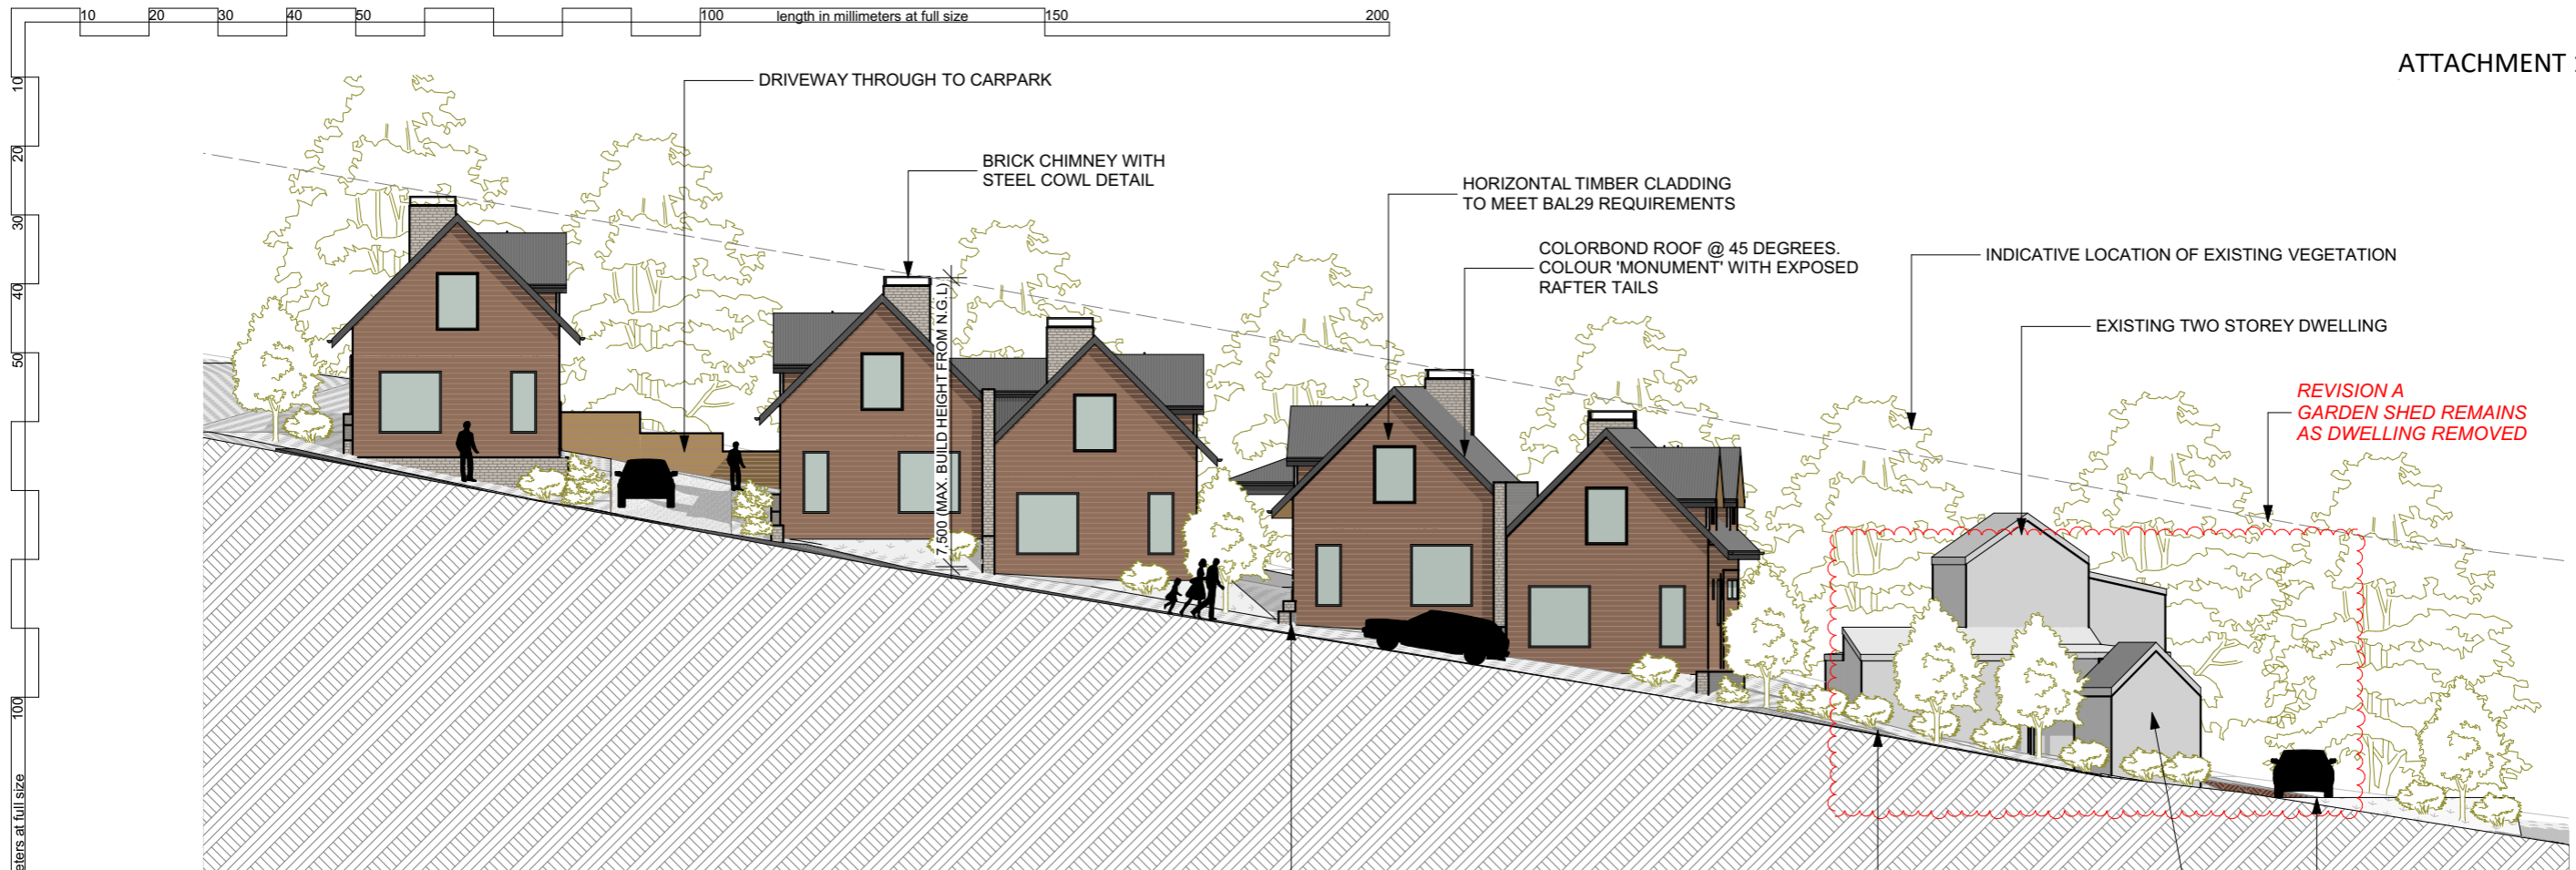 10 20 30 40 50 100 length in millimeters at full size 150 200
ATTACHMENT
10
20
30
40
50
100
eters at full size
DRIVEWAY THROUGH TO CARPARK
BRICK CHIMNEY WITH
STEEL COWL DETAIL
7,500 (MAX. BUILD HEIGHT FROM N.G.L)
HORIZONTAL TIMBER CLADDING
TO MEET BAL29 REQUIREMENTS
COLORBOND ROOF @ 45 DEGREES.
COLOUR 'MONUMENT' WITH EXPOSED
RAFTER TAILS
INDICATIVE LOCATION OF EXISTING VEGETATION
EXISTING TWO STOREY DWELLING
REVISION A
GARDEN SHED REMAINS
AS DWELLING REMOVED